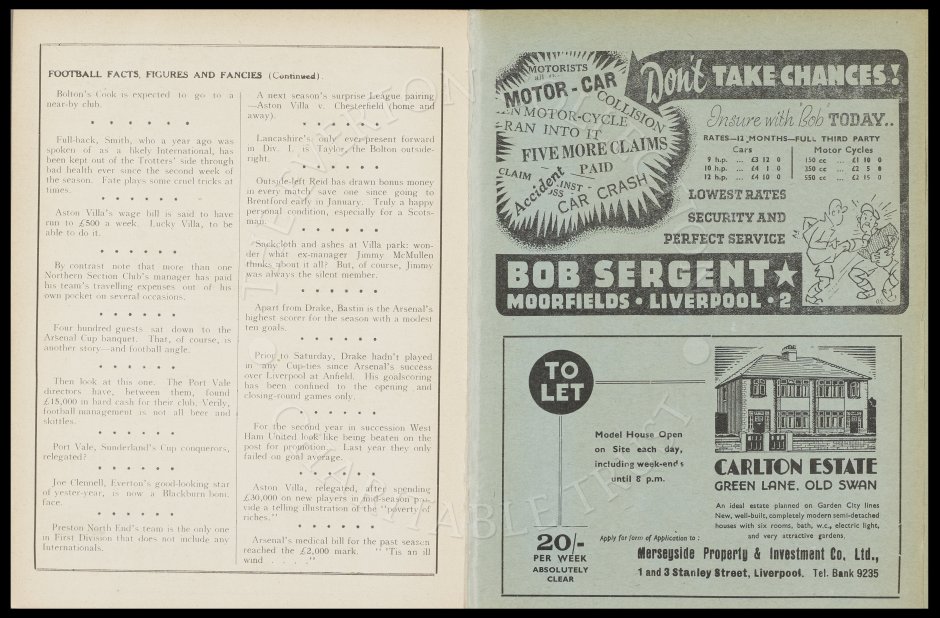 FOOTBALL FACTS, FIGURES AND FANCIES (Continued).
Bolton's Cook is expected to go to a
near-by club.
Full-back, Smith, who a year ago was
spoken of as a likely International, has
been kept out of the Trotters' side through
bad health ever since the second week of
the season. Fate plays some cruel tricks at
times.
Aston Villa's wage bill is said to have
run to £500 a week. Lucky Villa, to be
able to do it.
By contrast note that more than one
Northern Section Club's manager has paid
his team's travelling expenses out of his
own pocket on several occasions.
Four hundred guests sat down to the
Arsenal Cup banquet. That, of course, is
another story—and football angle.
Then look at this one. The Port Vale
directors have, between them, found
£15,000 in hard cash for their club. Verily,
football management is not all beer and
skittles.
Port Vale, Sunderland's Cup conquerors,
relegated?
Joe Clennell, Everton's good-looking star
of yester-year, is now a Blackburn boni-
face.
Preston North End's team is the only one
in First Division that does not include any
Internationals.
A next season's surprise League pairing
—Aston Villa v. Chesterfield (home and
away).
Lancashire's only ever-present forward
in Div. I. is Taylor, the Bolton outside-
right.
Outside-left Reid has drawn bonus money
in every match save one since going to
Brentford early in January. Truly a happy
personal condition, especially for a Scots-
man.
Sackcloth and ashes at Villa park: won-
der what ex-manager Jimmy McMullen
thinks about it all? But, of course, Jimmy
was always the silent member.
Apart from Drake, Bastin is the Arsenal's
highest scorer for the season with a modest
ten goals.
Prior to Saturday, Drake hadn't played
in any Cup-ties since Arsenal's success
over Liverpool at Anfield. His goalscoring
has been confined to the opening and
closing-round games only.
For the second year in succession West
Ham United look like being beaten on the
post for promotion. Last year they only
failed on goal average.
Aston Villa, relegated, after spending
£30,000 on new players in mid-season pro-
vide a telling illustration of the "poverty of
riches."
Arsenal's medical bill for the past season
reached the £2,000 mark. "'Tis an ill
wind . . . . ."
MOTORISTS
MOTOR-CAR
COLLISION
EN MOTOR-CYCLE
RAN INTO IT
FIVE MORE CLAIMS
PAID
CLAIM
Accident
INST
CAR CRASH
Don't TAKE CHANCES!
Insure with "Bob" TODAY..
RATES—12 MONTHS—FULL THIRD PARTY
Cars Motor Cycles
9 h.p. ... £3 12 0 150 cc ... £1 10 0
10 h.p. ... £4 1 0 350 cc ... £2 5 0
12 h.p. ... £4 10 0 550 cc ... £2 15 0
LOWEST RATES
SECURITY AND
PERFECT SERVICE
BOB SERGENT★
MOORFIELDS • LIVERPOOL • 2
TO
LET
Model House Open
on Site each day,
including week-ends
until 8 p.m.
20/-
PER WEEK
ABSOLUTELY
CLEAR
CARLTON ESTATE
GREEN LANE, OLD SWAN
An ideal estate planned on Garden City lines
New, well-built, completely modern semi-detached
houses with six rooms, bath, w.c., electric light,
and very attractive gardens.
Apply for form of Application to :
Merseyside Property & Investment Co, Ltd.,
1 and 3 Stanley Street, Liverpool. Tel. Bank 9235